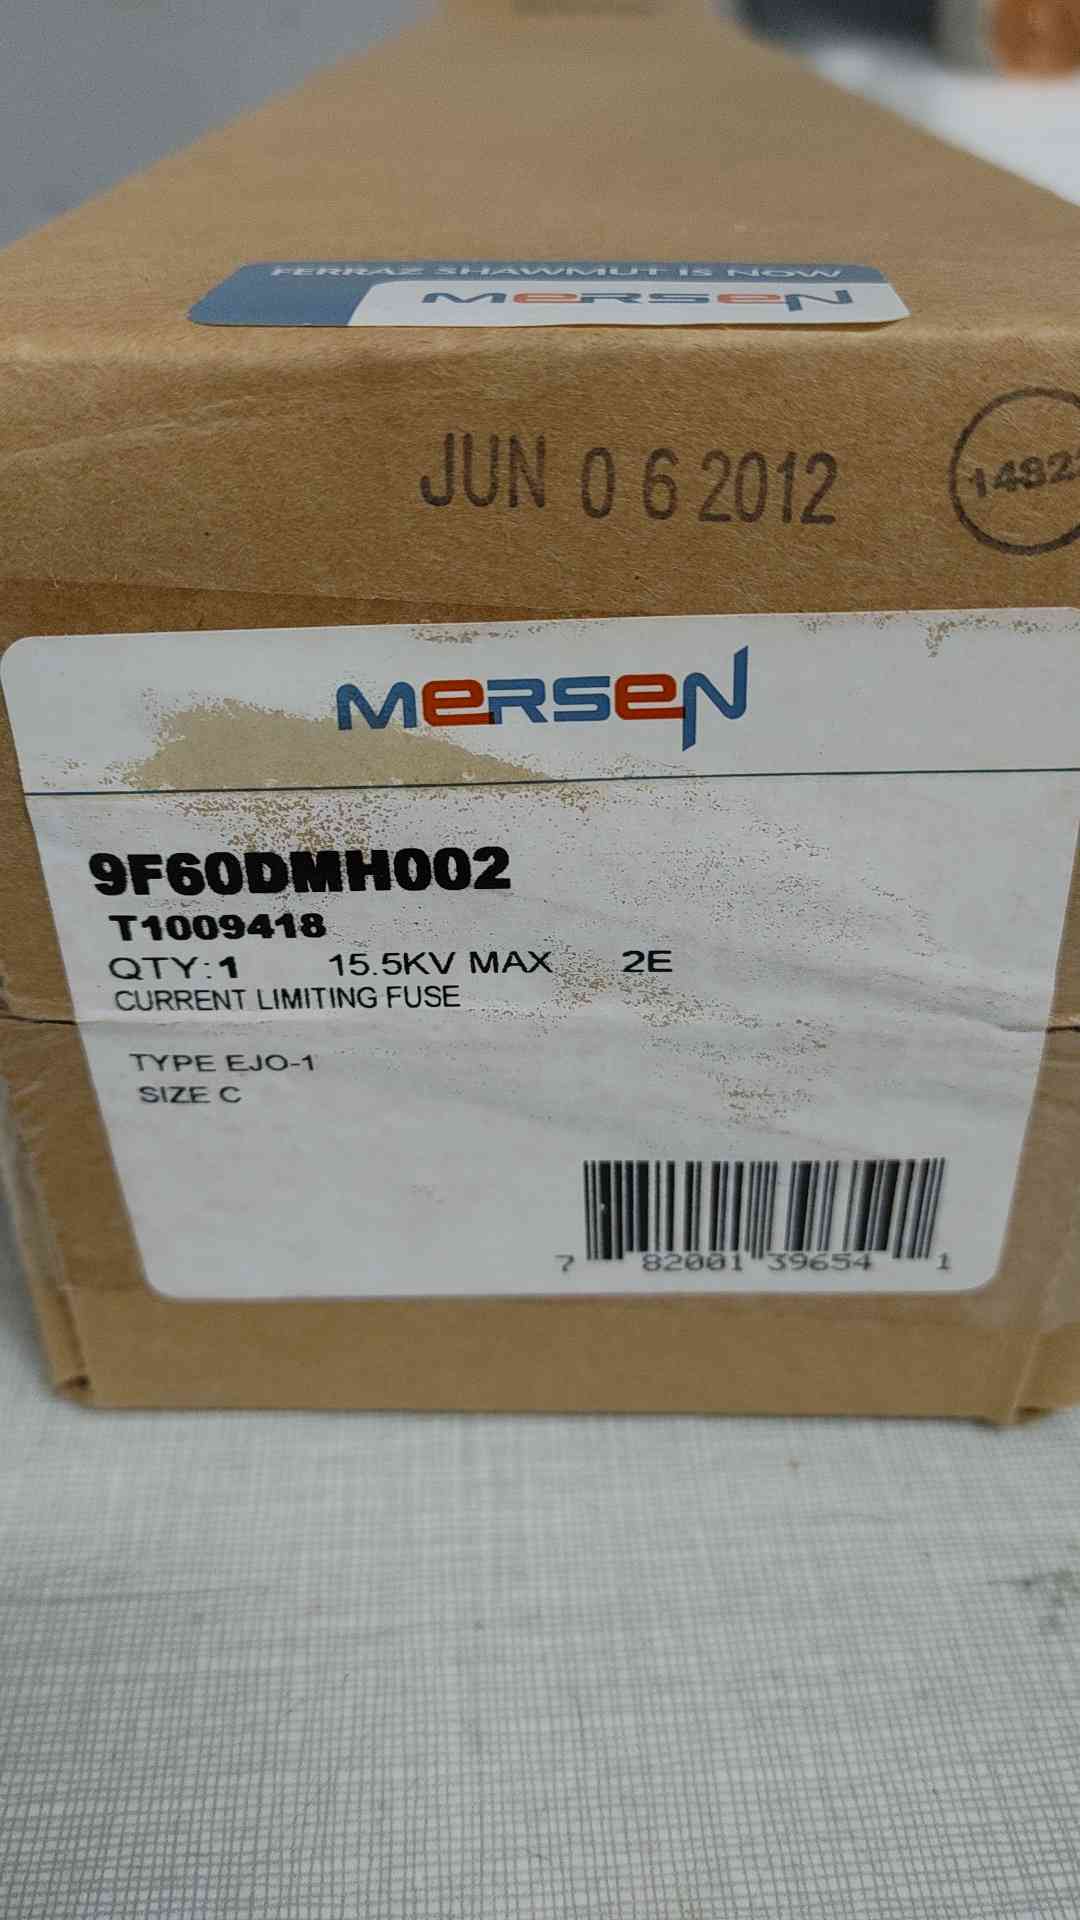 FERRAZ SHAWMUT IS NOW
MERSEN
JUN 06 2012
MERSEN
9F60DMH002
T1009418
QTY:1 15.5KV MAX 2E
CURRENT LIMITING FUSE
TYPE EJO-1
SIZE C
7 82001 39654 1